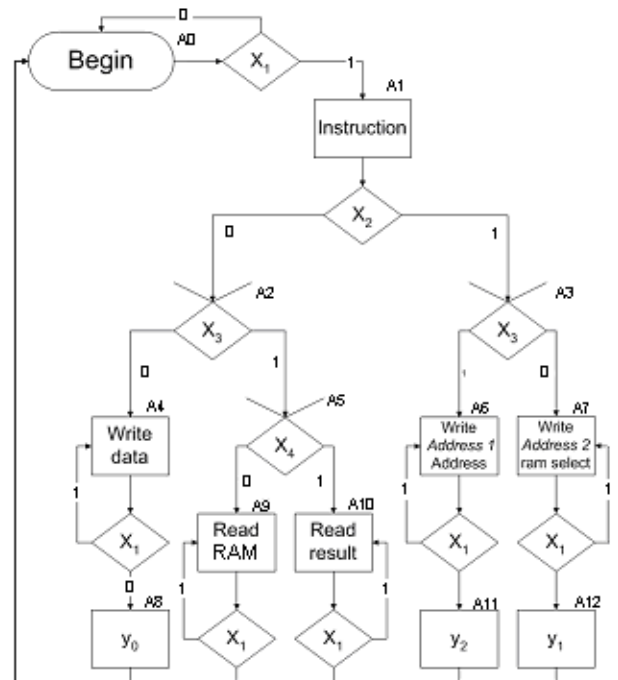 0
Begin
A0
X₁
1
A1
Instruction
X₂
0
1
A2
A3
X₃
X₃
0
1
1
0
A4
A5
A6
A7
Write
data
X₄
Write
Address 1
Address
Write
Address 2
ram select
0
1
1
1
1
A9
A10
Read
RAM
Read
result
X₁
X₁
X₁
0
1
1
A8
A11
A12
y₀
X₁
X₁
y₂
y₁